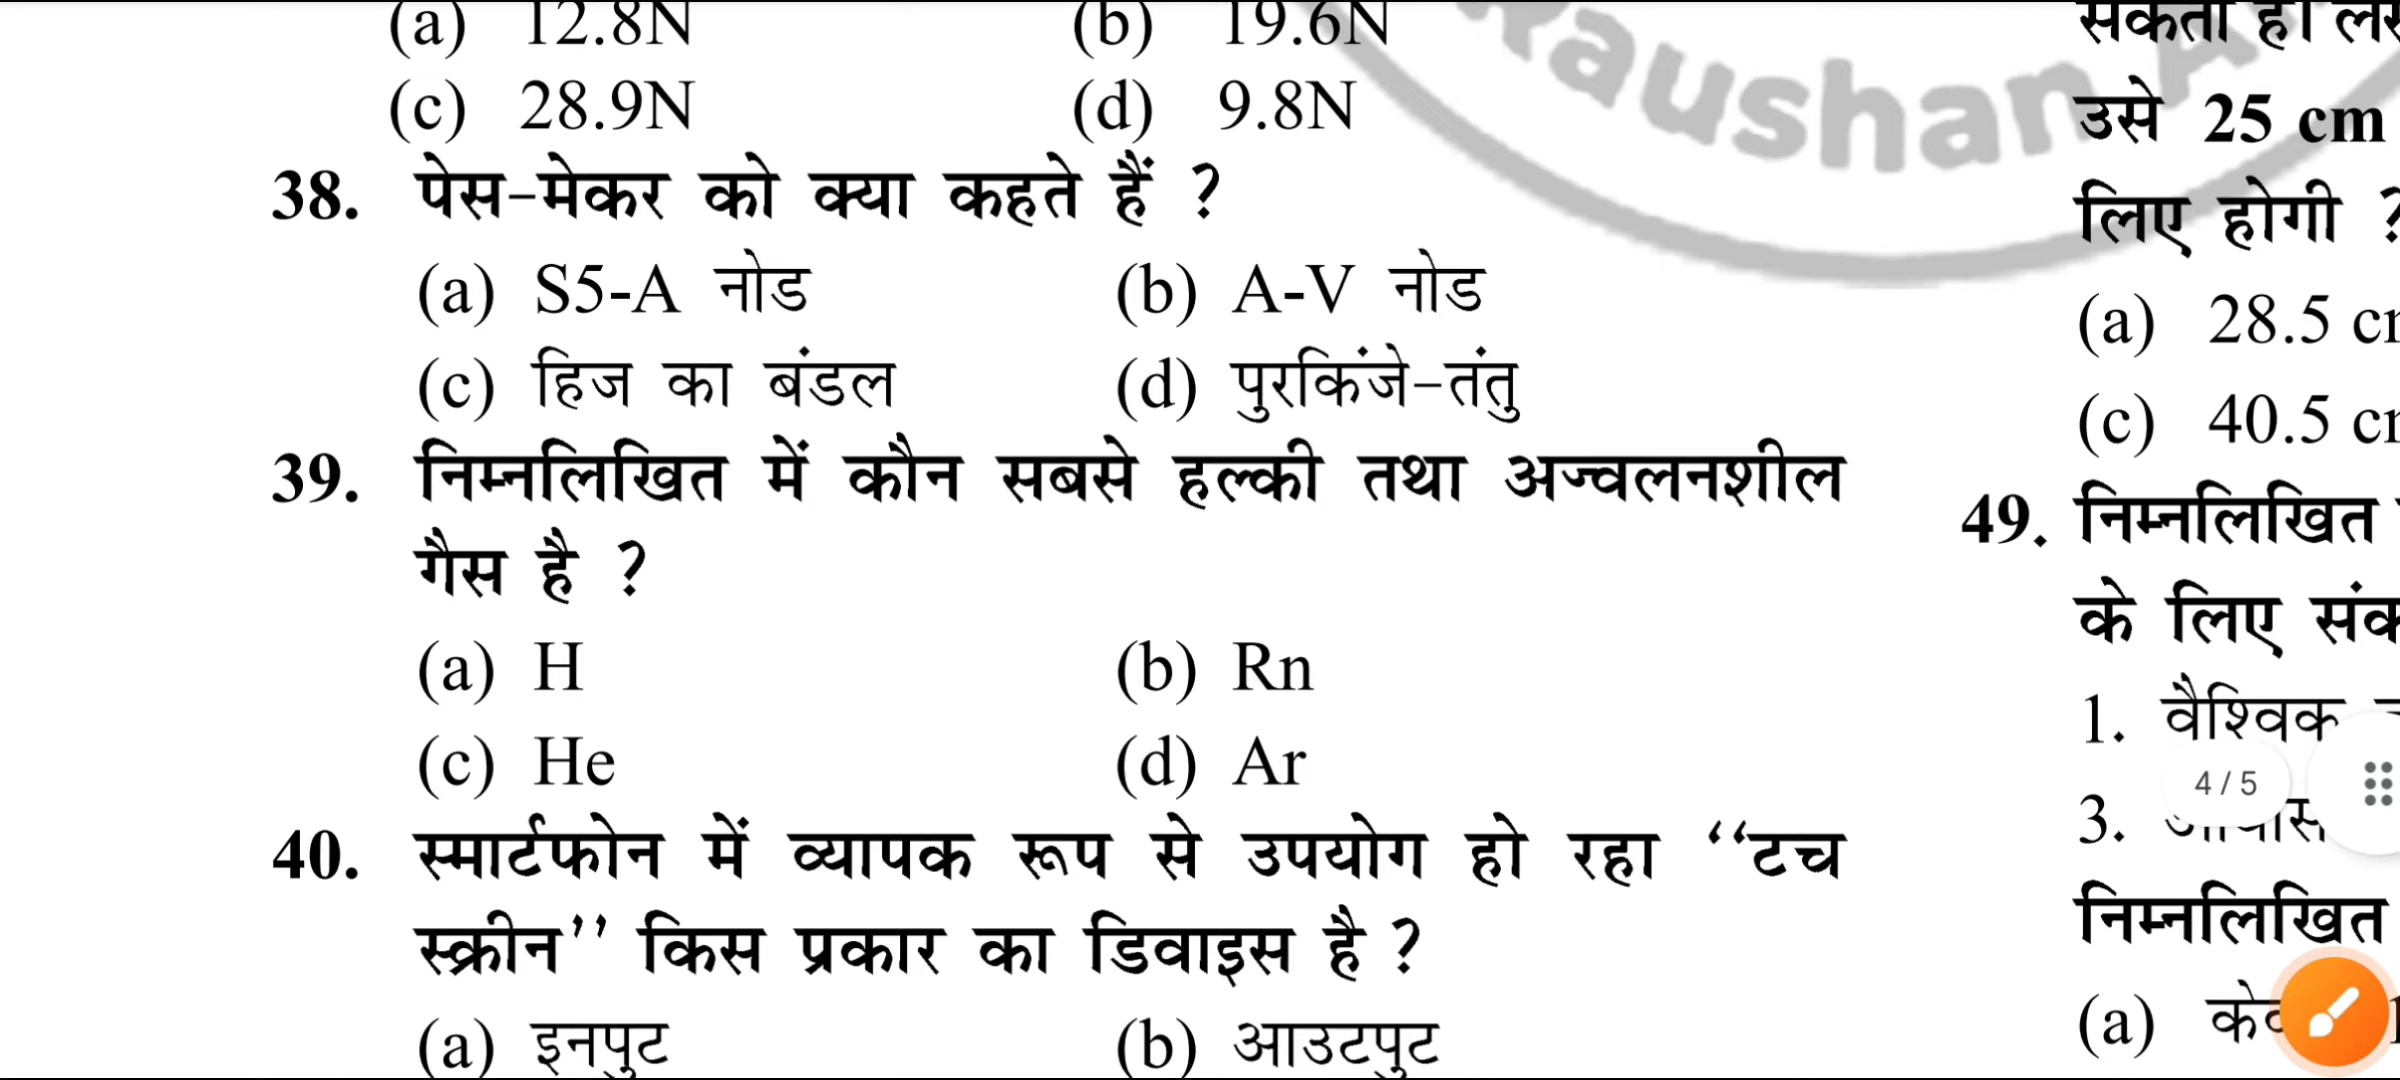 (a) 12.8N (b) 19.6N
(c) 28.9N (d) 9.8N
38. पेस-मेकर को क्या कहते हैं ?
(a) S5-A नोड (b) A-V नोड
(c) हिज का बंडल (d) पुरकिंजे-तंतु
39. निम्नलिखित में कौन सबसे हल्की तथा अज्वलनशील
गैस है ?
(a) H (b) Rn
(c) He (d) Ar
40. स्मार्टफोन में व्यापक रूप से उपयोग हो रहा ‘‘टच
स्क्रीन’’ किस प्रकार का डिवाइस है ?
(a) इनपुट (b) आउटपुट
aushan
उसे 25 cm
लिए होगी ?
(a) 28.5
(c) 40.5
49. निम्नलिखित
के लिए
1. वैश्विक
4 / 5
3.
निम्नलिखित
(a)